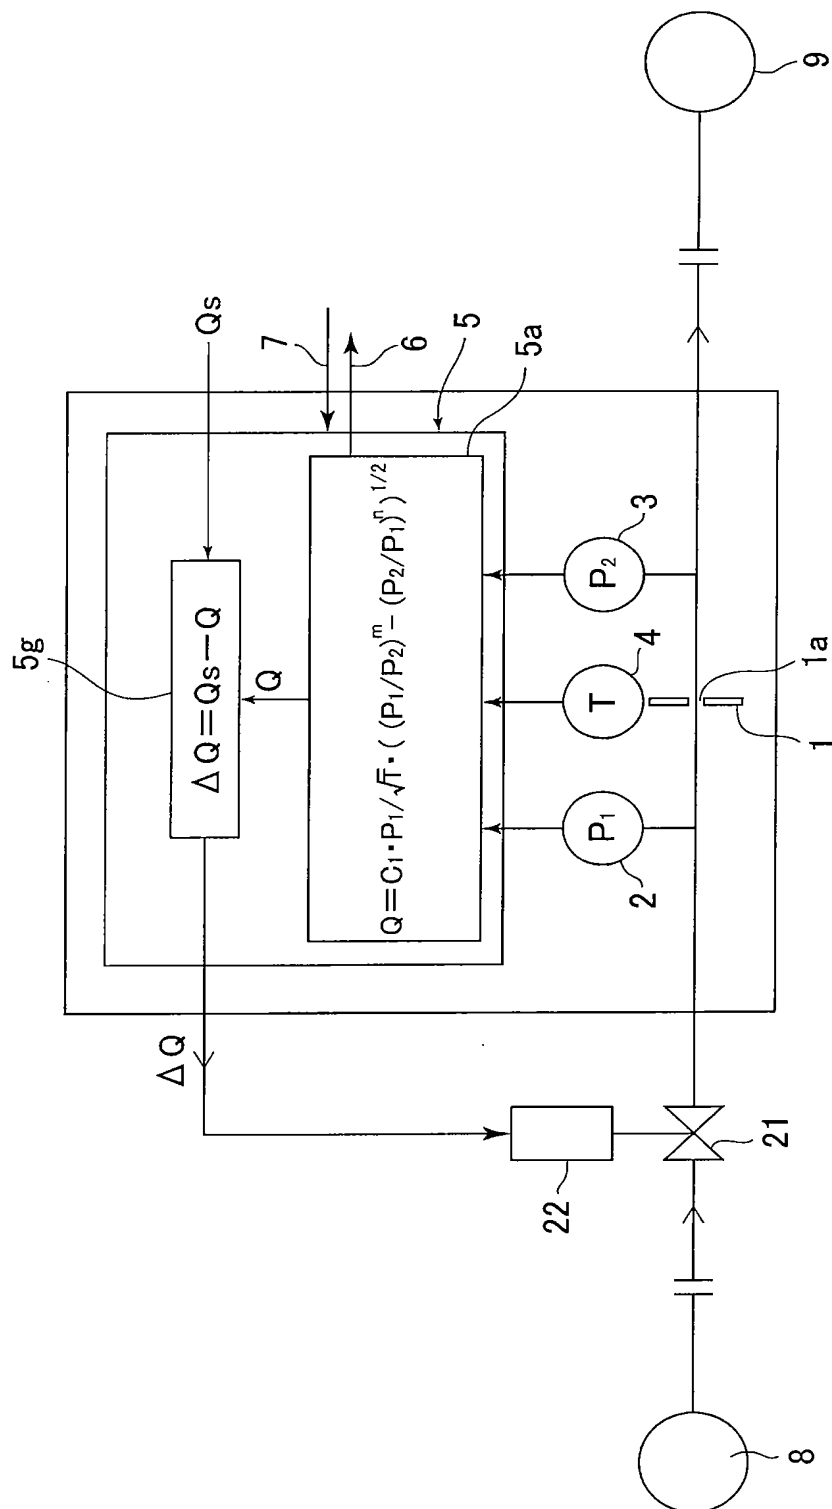 5g
Qs
ΔQ=Qs−Q
ΔQ
Q
7
6
5
5a
Q=C₁·P₁/√T·((P₁/P₂)ᵐ−(P₂/P₁)ⁿ)¹/²
P₁
T
P₂
2
4
3
22
21
1a
1
8
9